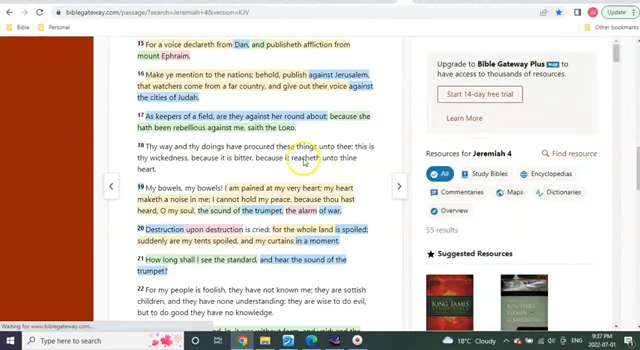 biblegateway.com/passage/?search=Jeremiah+4&version=KJV
Update
Bible
Personal
15 For a voice declareth from Dan, and publisheth affliction from
mount Ephraim.
16 Make ye mention to the nations; behold, publish against Jerusalem,
that watchers come from a far country, and give out their voice against
the cities of Judah.
17 As keepers of a field, are they against her round about; because she
hath been rebellious against me, saith the LORD.
18 Thy way and thy doings have procured these things unto thee; this is
thy wickedness, because it is bitter, because it reacheth unto thine
heart.
19 My bowels, my bowels! I am pained at my very heart; my heart
maketh a noise in me; I cannot hold my peace, because thou hast
heard, O my soul, the sound of the trumpet, the alarm of war.
20 Destruction upon destruction is cried; for the whole land is spoiled:
suddenly are my tents spoiled, and my curtains in a moment.
21 How long shall I see the standard, and hear the sound of the
trumpet?
22 For my people is foolish, they have not known me; they are sottish
children, and they have none understanding: they are wise to do evil,
but to do good they have no knowledge.
Upgrade to Bible Gateway Plus PLUS to
have access to thousands of resources.
Start 14-day free trial
Learn More
Resources for Jeremiah 4
Find resource
All
Study Bibles
Encyclopedias
Commentaries
Maps
Dictionaries
Overview
55 results
Suggested Resources
KING JAMES
Waiting for www.biblegateway.com...
Type here to search
18°C Cloudy
9:37 PM
2022-07-01